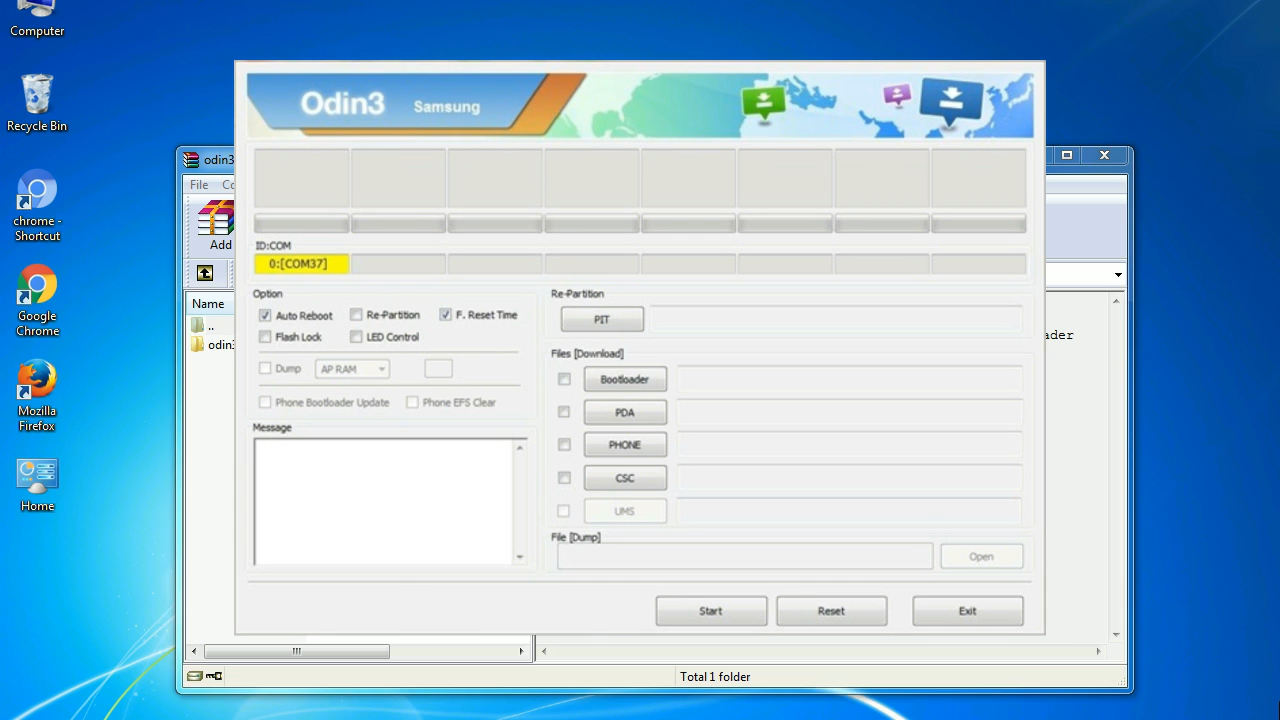 Computer
Recycle Bin
chrome -
Shortcut
Google
Chrome
Mozilla
Firefox
Home
odin3
File
Add
Name
..
odin3
Total 1 folder
Odin3 Samsung
ID:COM
0:[COM37]
Option
Auto Reboot
Re-Partition
F. Reset Time
Flash Lock
LED Control
Dump
AP RAM
Phone Bootloader Update
Phone EFS Clear
Message
Re-Partition
PIT
Files [Download]
Bootloader
PDA
PHONE
CSC
UMS
File [Dump]
Open
Start
Reset
Exit